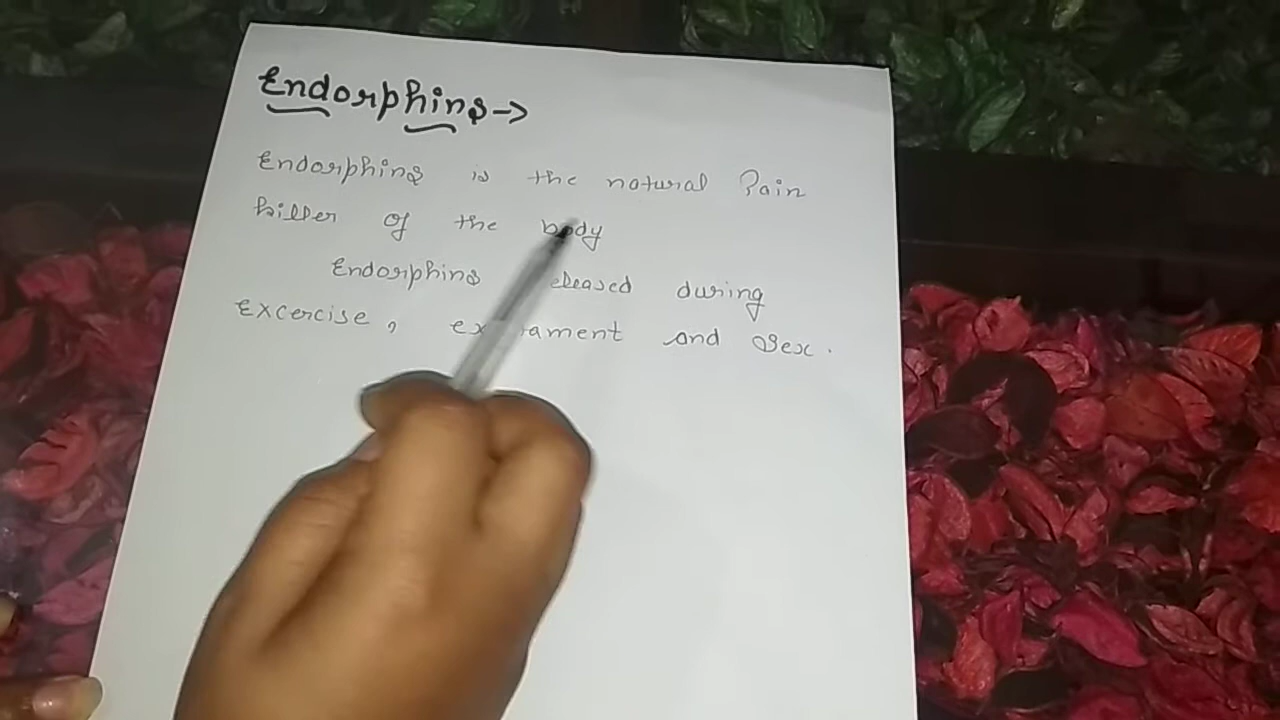 Endorphins->
Endorphins is the natural Pain
killer of the body
Endorphins during
Excercise, and Sex.